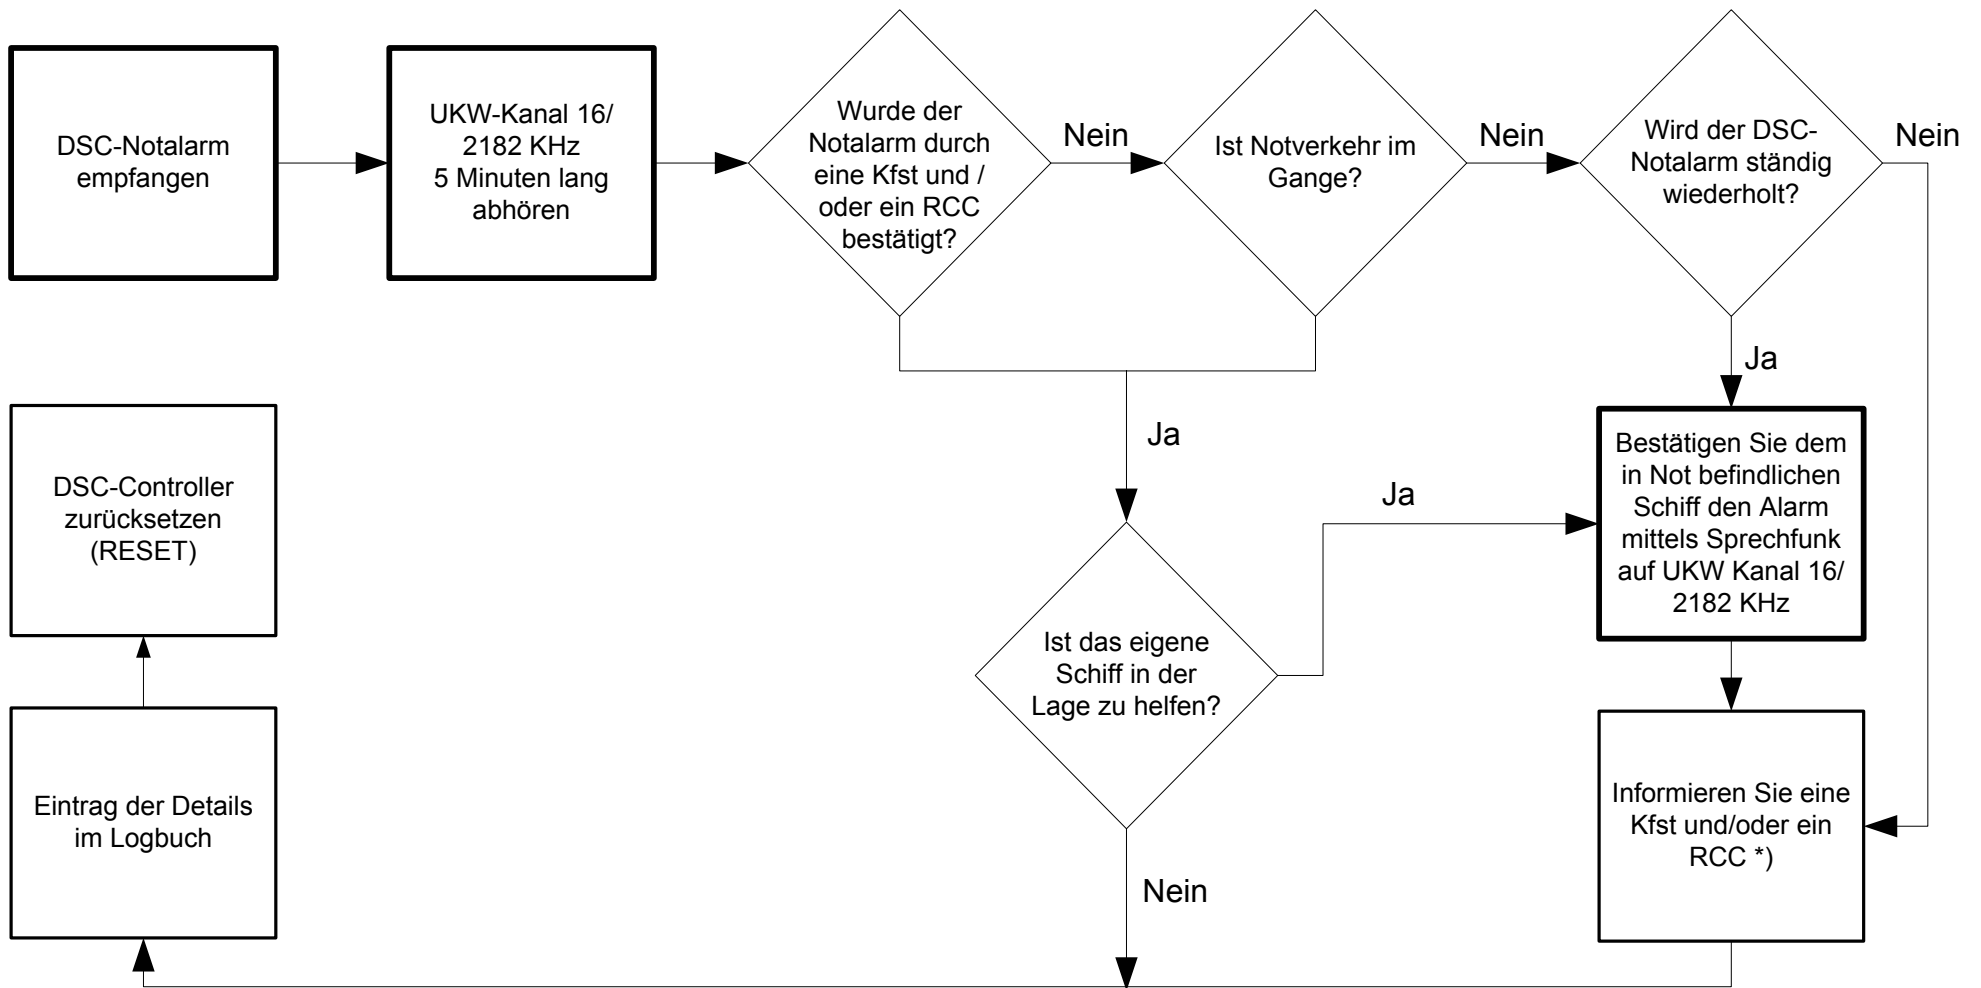 DSC-Notalarm
empfangen
UKW-Kanal 16/
2182 KHz
5 Minuten lang
abhören
Wurde der
Notalarm durch
eine Kfst und /
oder ein RCC
bestätigt?
Nein
Ist Notverkehr im
Gange?
Nein
Wird der DSC-
Notalarm ständig
wiederholt?
Nein
Ja
Ja
Bestätigen Sie dem
in Not befindlichen
Schiff den Alarm
mittels Sprechfunk
auf UKW Kanal 16/
2182 KHz
Ja
Ist das eigene
Schiff in der
Lage zu helfen?
Nein
Informieren Sie eine
Kfst und/oder ein
RCC *)
Eintrag der Details
im Logbuch
DSC-Controller
zurücksetzen
(RESET)